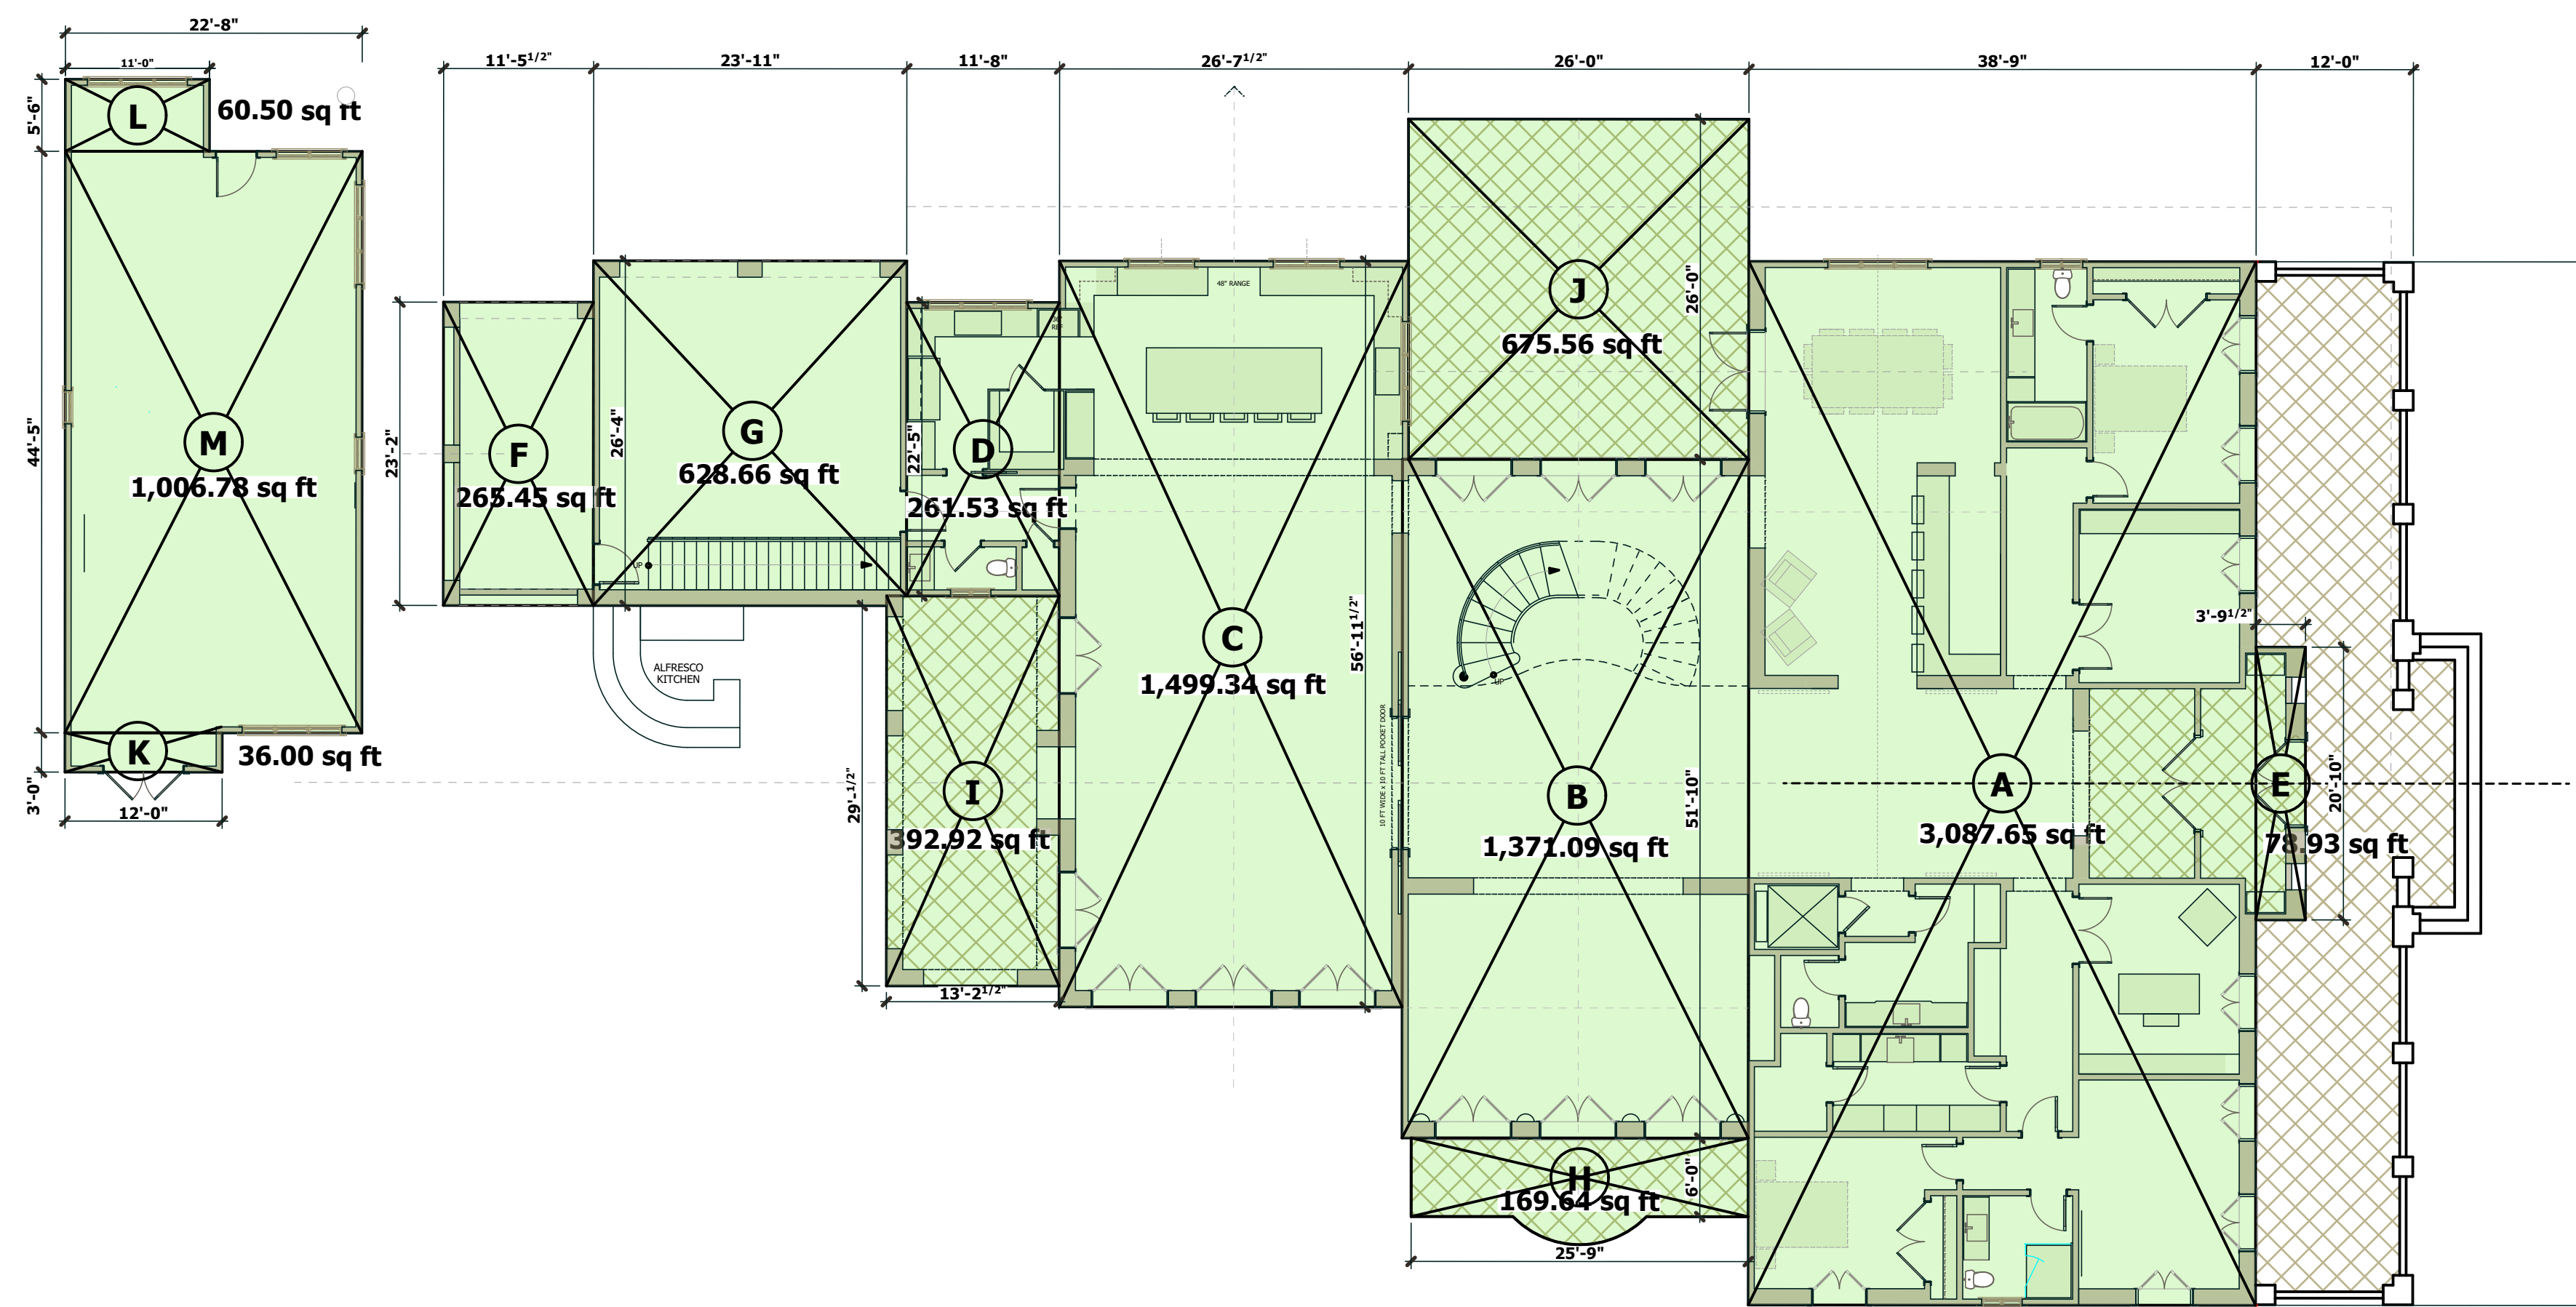 22'-8"
11'-0"
11'-5 1/2"
23'-11"
11'-8"
26'-7 1/2"
26'-0"
38'-9"
12'-0"
5'-6"
L
60.50 sq ft
44'-5"
M
1,006.78 sq ft
K
36.00 sq ft
3'-0"
12'-0"
23'-2"
F
265.45 sq ft
26'-4"
G
628.66 sq ft
UP
22'-5"
D
261.53 sq ft
REF
48" RANGE
ALFRESCO
KITCHEN
29'-1/2"
I
392.92 sq ft
13'-2 1/2"
C
1,499.34 sq ft
56'-11 1/2"
10 FT WIDE x 10 FT TALL POCKET DOOR
J
675.56 sq ft
26'-0"
UP
B
1,371.09 sq ft
51'-10"
H
169.64 sq ft
6'-0"
25'-9"
A
3,087.65 sq ft
3'-9 1/2"
E
78.93 sq ft
20'-10"